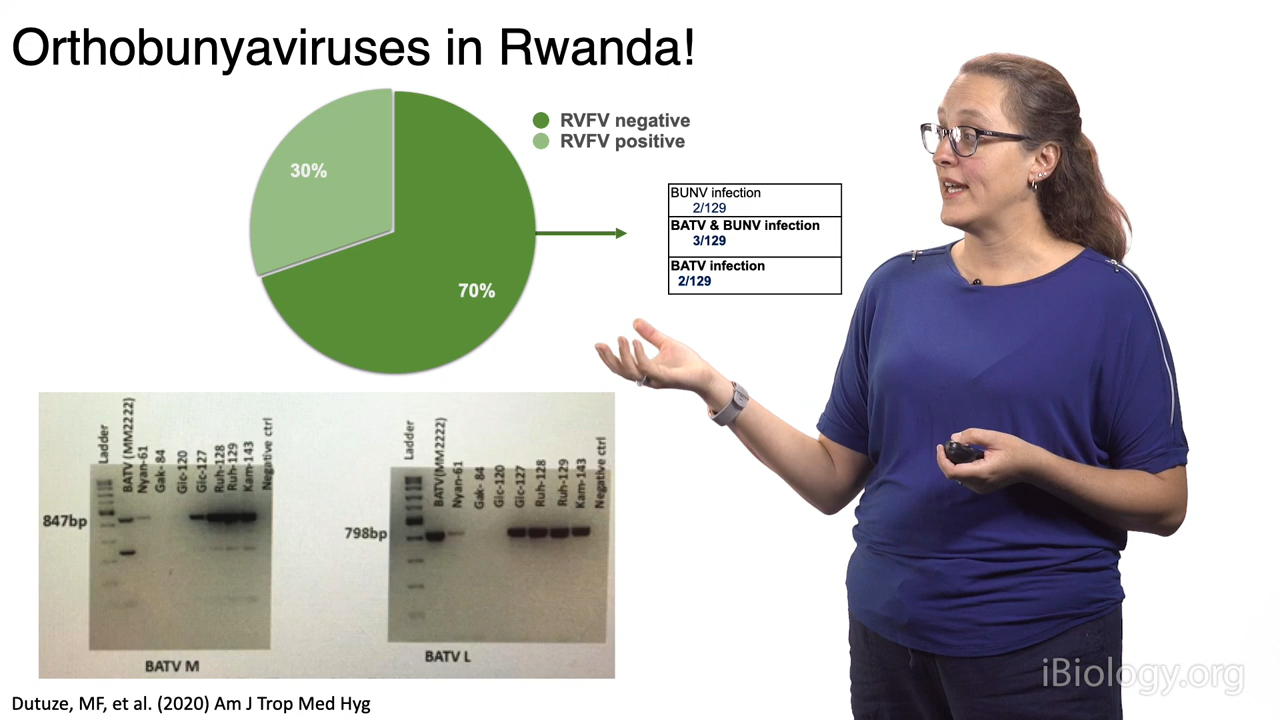 Orthobunyaviruses in Rwanda!
RVFV negative
RVFV positive
30%
70%
BUNV infection
2/129
BATV & BUNV infection
3/129
BATV infection
2/129
Ladder
BATV (MM2222)
Nyan-61
Gak- 84
Gic-120
Gic-127
Ruh-128
Ruh-129
Kam-143
Negative ctrl
847bp
BATV M
Ladder
BATV(MM2222)
Nyan-61
Gak- 84
Gic-120
Gic-127
Ruh-128
Ruh-129
Kam-143
Negative ctrl
798bp
BATV L
Dutuze, MF, et al. (2020) Am J Trop Med Hyg
iBiology.org